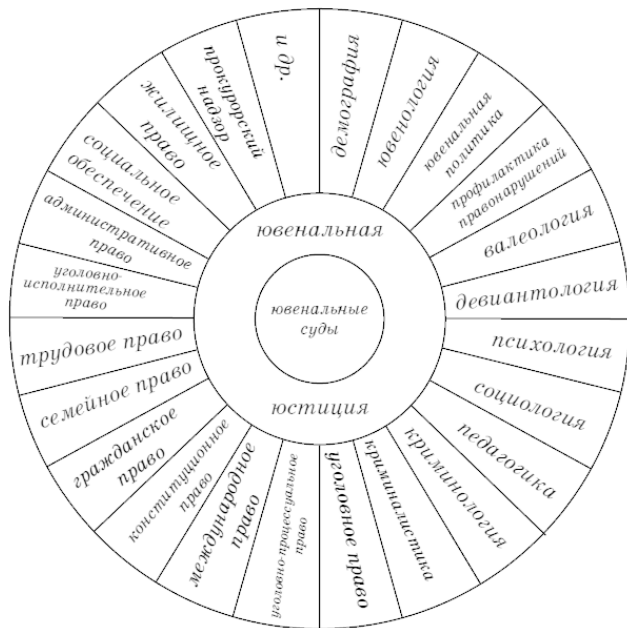 и др.
демография
ювенология
ювенальная
политика
профилактика
правонарушений
валеология
девиантология
психология
социология
педагогика
криминология
криминалистика
уголовное право
уголовно-процессуальное
право
международное
право
конституционное
право
гражданское
право
семейное право
трудовое право
уголовно-
исполнительное
право
административное
право
социальное
обеспечение
жилищное
право
прокурорский
надзор
ювенальная
ювенальные
суды
юстиция